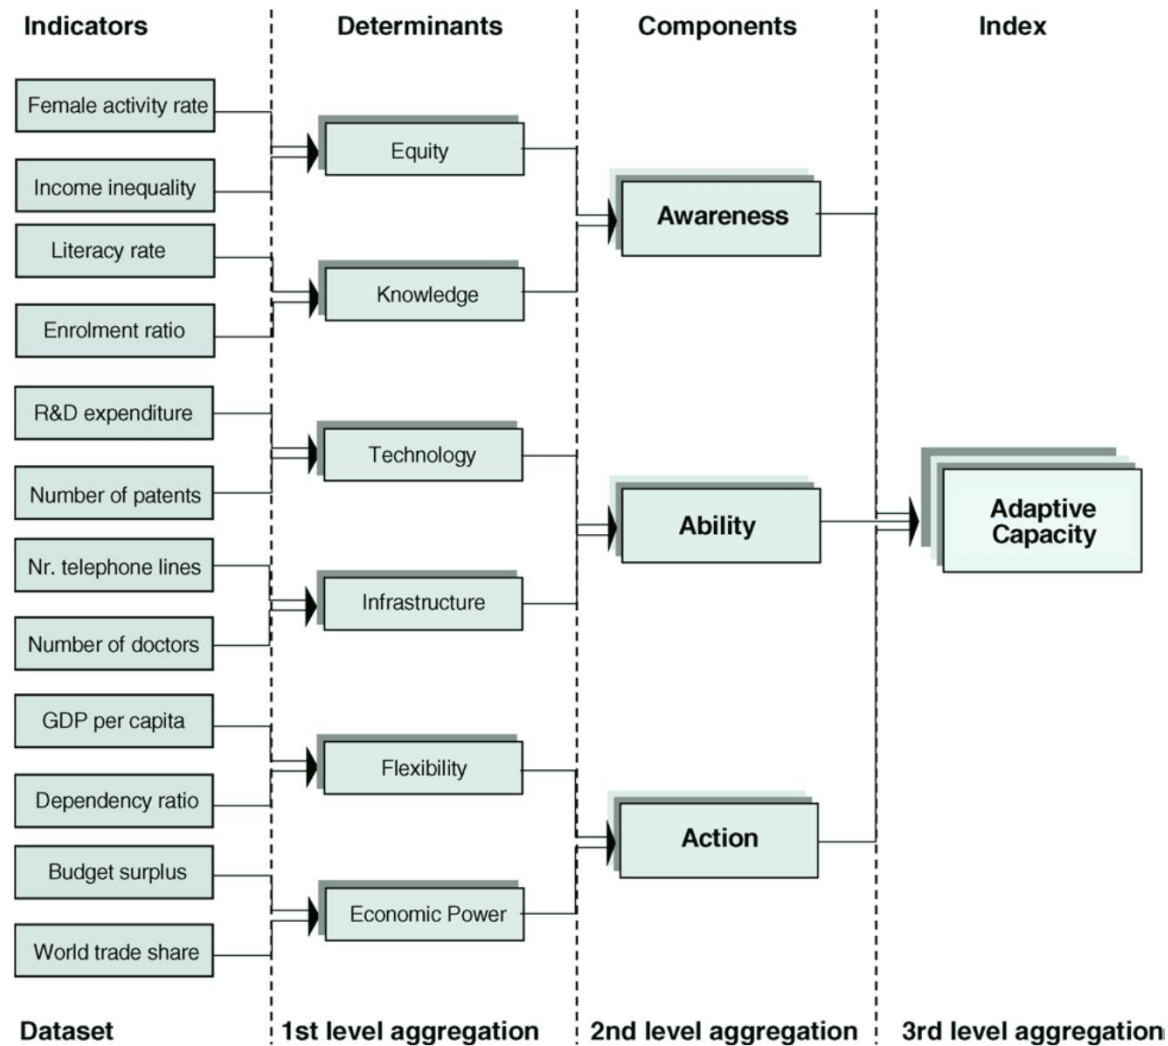 Indicators
Determinants
Components
Index
Female activity rate
Income inequality
Literacy rate
Enrolment ratio
R&D expenditure
Number of patents
Nr. telephone lines
Number of doctors
GDP per capita
Dependency ratio
Budget surplus
World trade share
Equity
Knowledge
Technology
Infrastructure
Flexibility
Economic Power
Awareness
Ability
Action
Adaptive
Capacity
Dataset
1st level aggregation
2nd level aggregation
3rd level aggregation